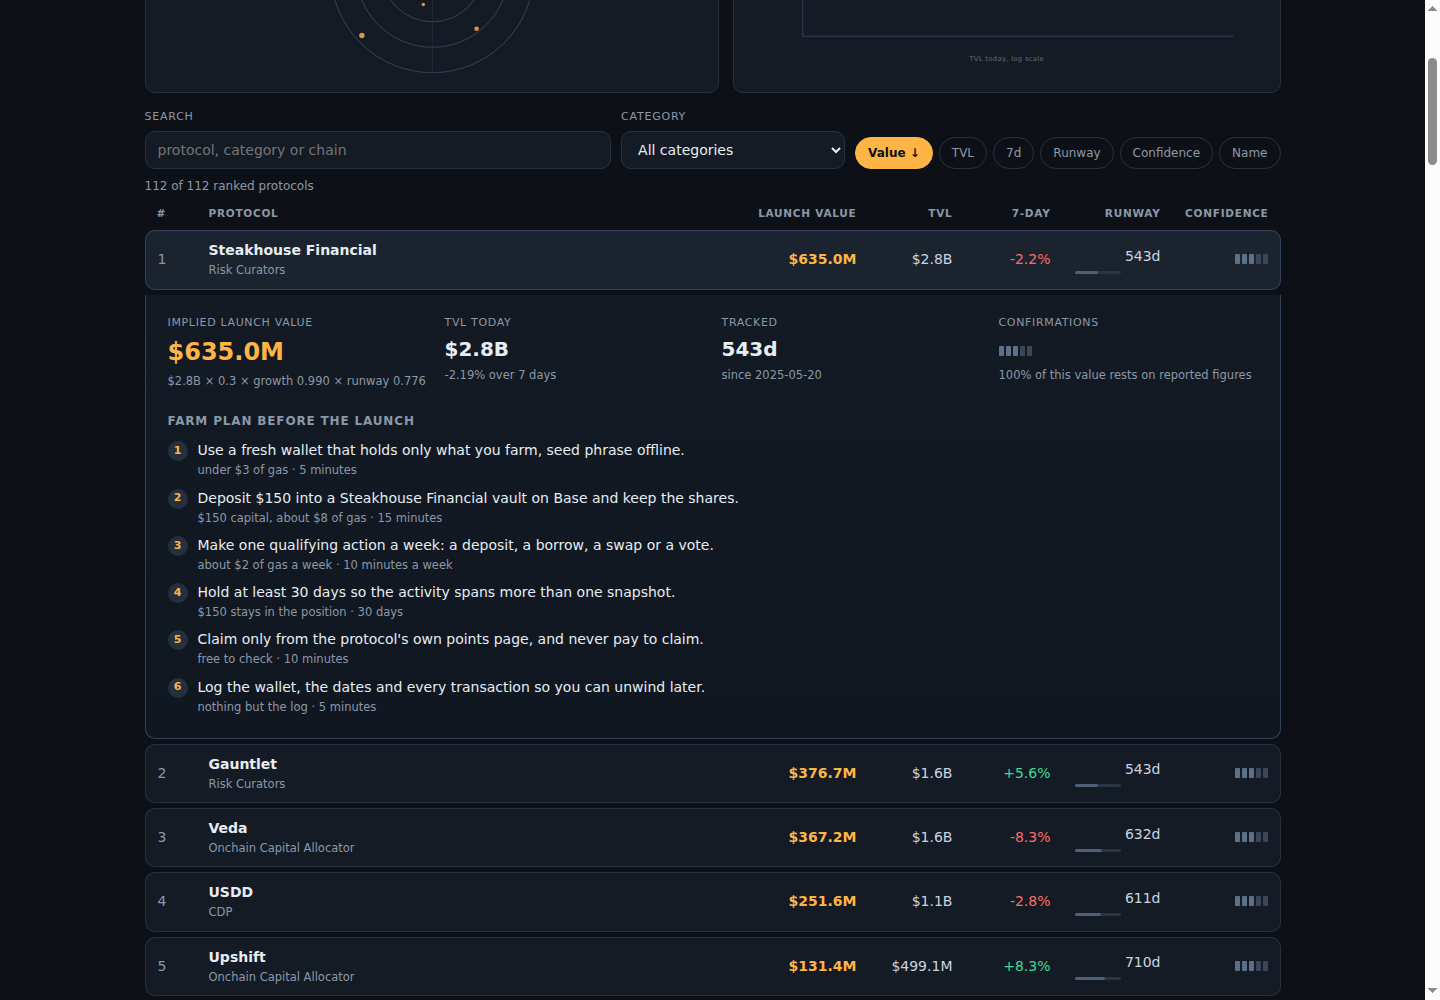 TVL today, log scale
SEARCH
CATEGORY
protocol, category or chain
All categories
Value ↓
TVL
7d
Runway
Confidence
Name
112 of 112 ranked protocols
# PROTOCOL LAUNCH VALUE TVL 7-DAY RUNWAY CONFIDENCE
1 Steakhouse Financial $635.0M $2.8B -2.2% 543d
Risk Curators
IMPLIED LAUNCH VALUE TVL TODAY TRACKED CONFIRMATIONS
$635.0M $2.8B 543d
$2.8B × 0.3 × growth 0.990 × runway 0.776 -2.19% over 7 days since 2025-05-20 100% of this value rests on reported figures
FARM PLAN BEFORE THE LAUNCH
1 Use a fresh wallet that holds only what you farm, seed phrase offline.
under $3 of gas · 5 minutes
2 Deposit $150 into a Steakhouse Financial vault on Base and keep the shares.
$150 capital, about $8 of gas · 15 minutes
3 Make one qualifying action a week: a deposit, a borrow, a swap or a vote.
about $2 of gas a week · 10 minutes a week
4 Hold at least 30 days so the activity spans more than one snapshot.
$150 stays in the position · 30 days
5 Claim only from the protocol's own points page, and never pay to claim.
free to check · 10 minutes
6 Log the wallet, the dates and every transaction so you can unwind later.
nothing but the log · 5 minutes
2 Gauntlet $376.7M $1.6B +5.6% 543d
Risk Curators
3 Veda $367.2M $1.6B -8.3% 632d
Onchain Capital Allocator
4 USDD $251.6M $1.1B -2.8% 611d
CDP
5 Upshift $131.4M $499.1M +8.3% 710d
Onchain Capital Allocator